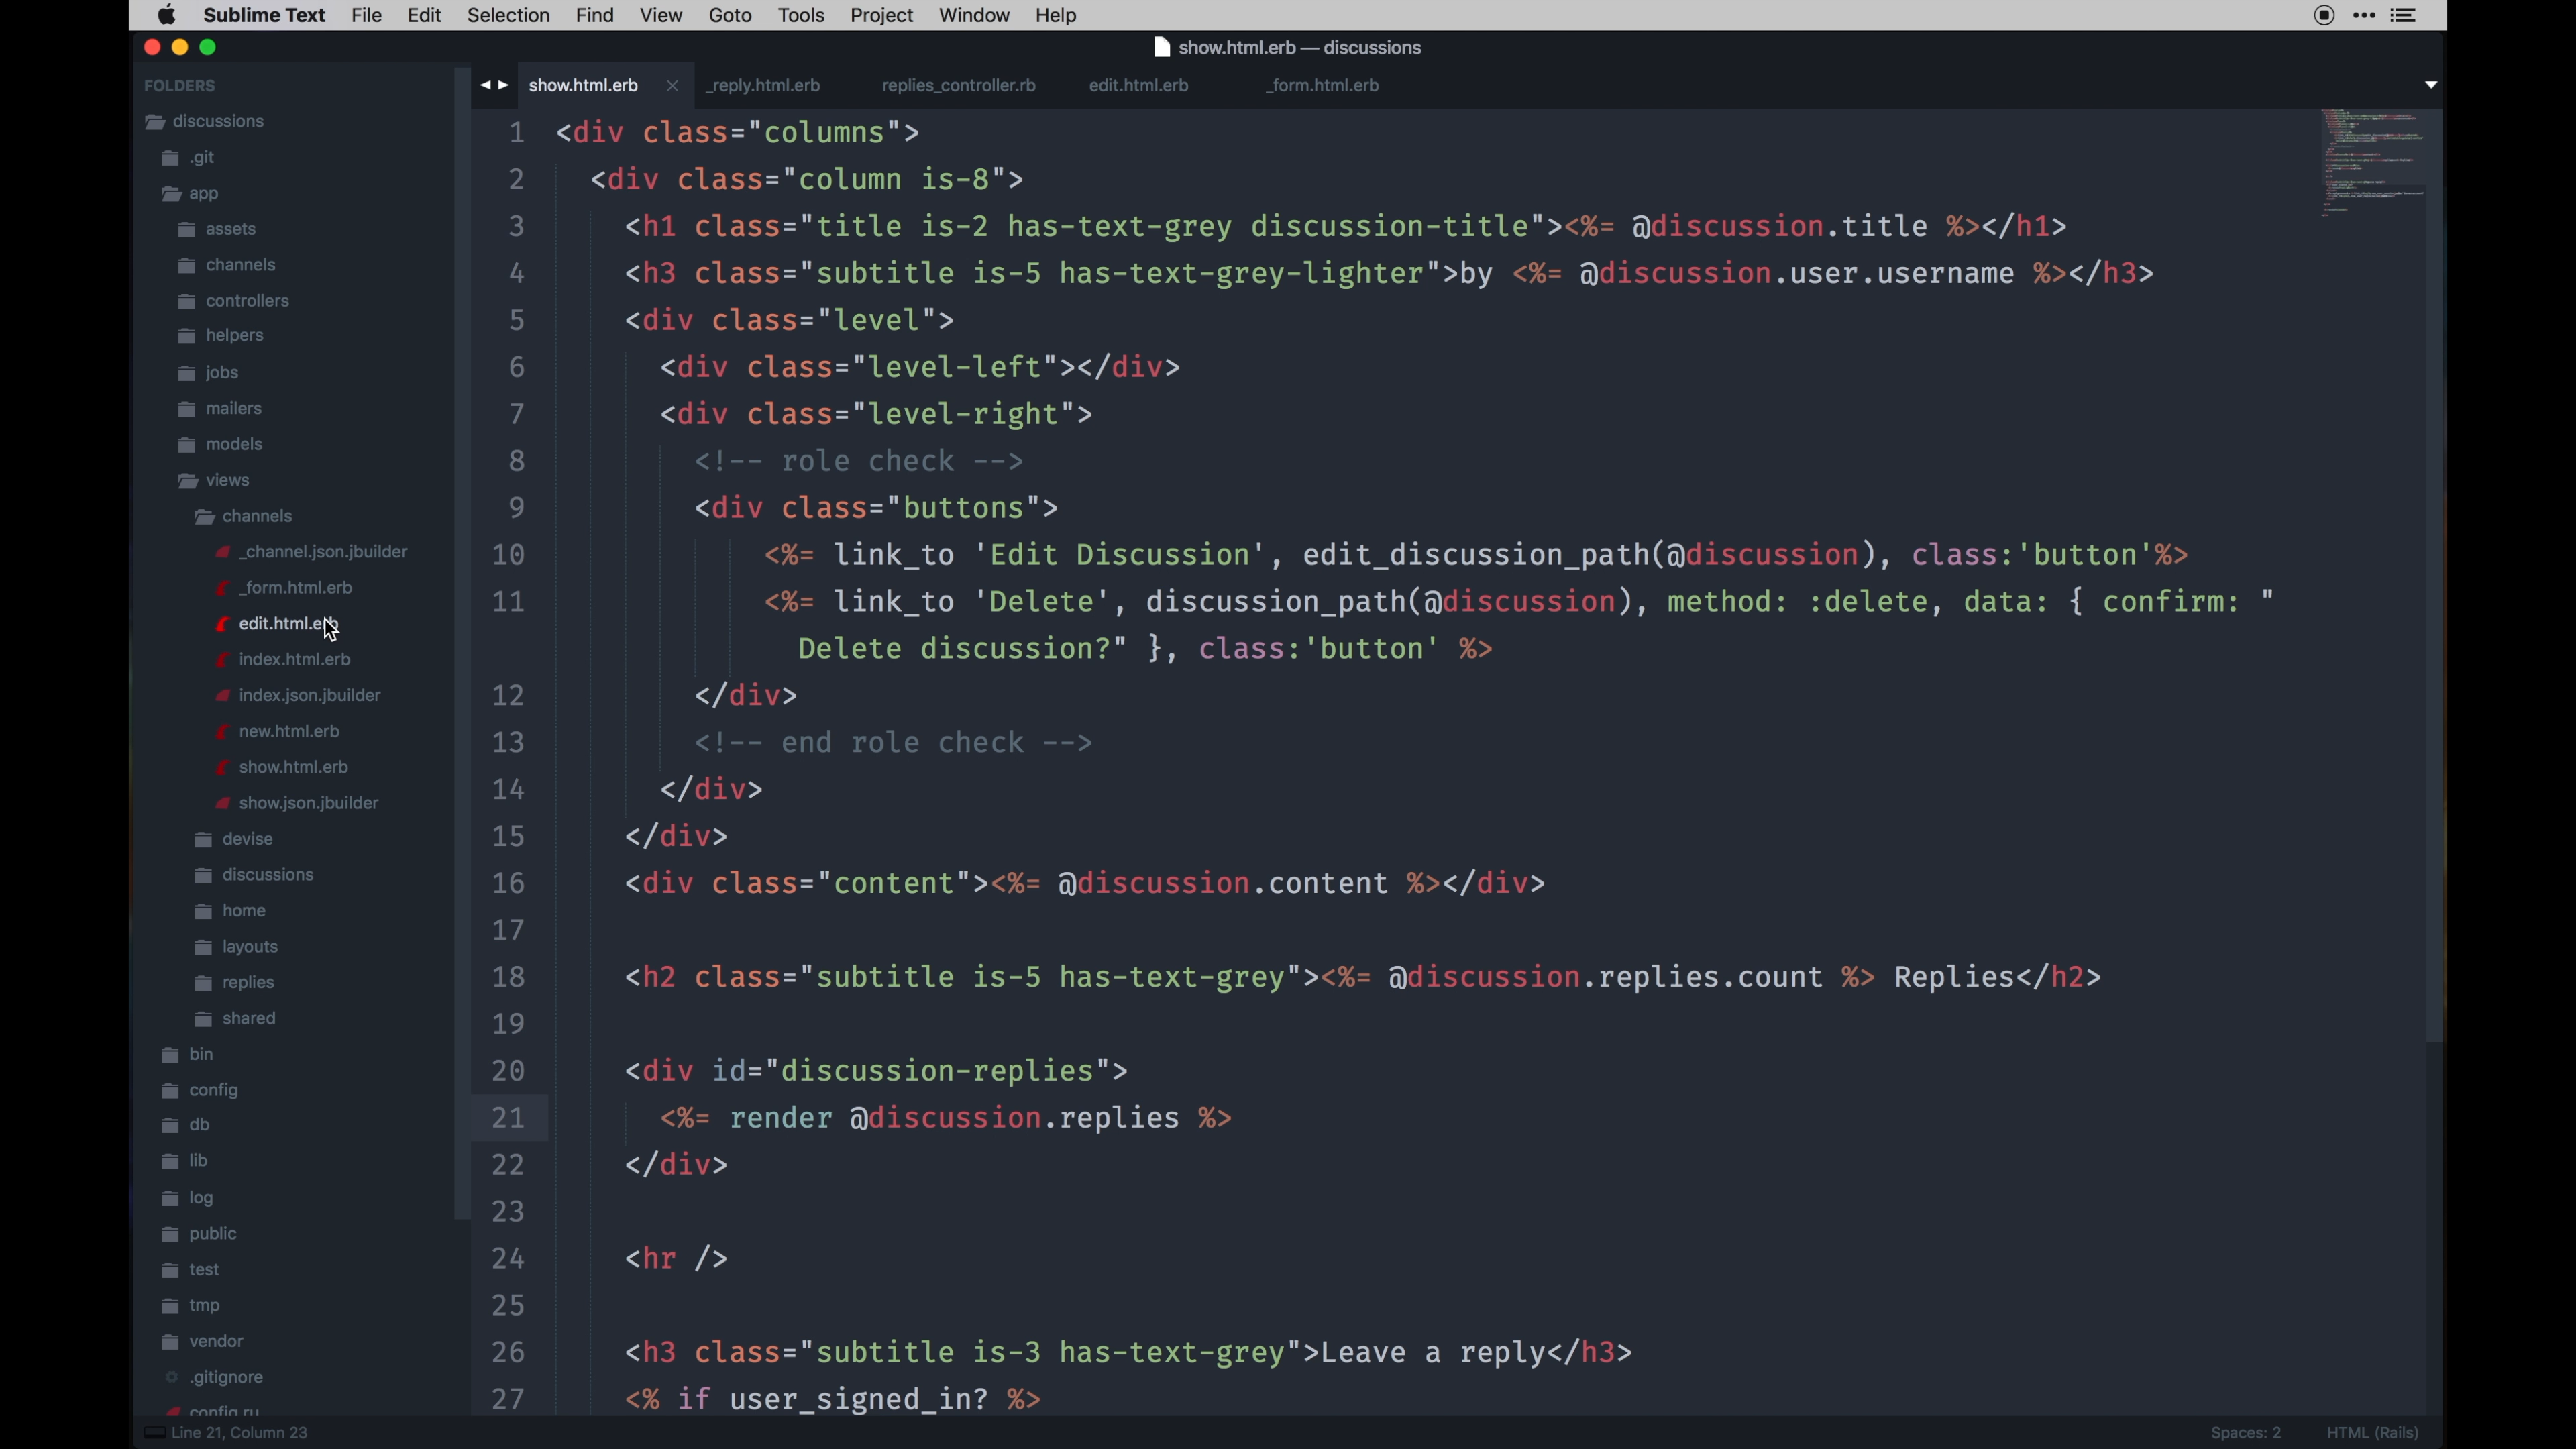 Sublime Text File Edit Selection Find View Goto Tools Project Window Help
show.html.erb — discussions
FOLDERS
discussions
.git
app
assets
channels
controllers
helpers
jobs
mailers
models
views
channels
_channel.json.jbuilder
_form.html.erb
edit.html.erb
index.html.erb
index.json.jbuilder
new.html.erb
show.html.erb
show.json.jbuilder
devise
discussions
home
layouts
replies
shared
bin
config
db
lib
log
public
test
tmp
vendor
.gitignore
config.ru
show.html.erb _reply.html.erb replies_controller.rb edit.html.erb _form.html.erb
1 <div class="columns">
2 <div class="column is-8">
3 <h1 class="title is-2 has-text-grey discussion-title"><%= @discussion.title %></h1>
4 <h3 class="subtitle is-5 has-text-grey-lighter">by <%= @discussion.user.username %></h3>
5 <div class="level">
6 <div class="level-left"></div>
7 <div class="level-right">
8 <!-- role check -->
9 <div class="buttons">
10 <%= link_to 'Edit Discussion', edit_discussion_path(@discussion), class:'button'%>
11 <%= link_to 'Delete', discussion_path(@discussion), method: :delete, data: { confirm: "
Delete discussion?" }, class:'button' %>
12 </div>
13 <!-- end role check -->
14 </div>
15 </div>
16 <div class="content"><%= @discussion.content %></div>
17
18 <h2 class="subtitle is-5 has-text-grey"><%= @discussion.replies.count %> Replies</h2>
19
20 <div id="discussion-replies">
21 <%= render @discussion.replies %>
22 </div>
23
24 <hr />
25
26 <h3 class="subtitle is-3 has-text-grey">Leave a reply</h3>
27 <% if user_signed_in? %>
Line 21, Column 23 Spaces: 2 HTML (Rails)